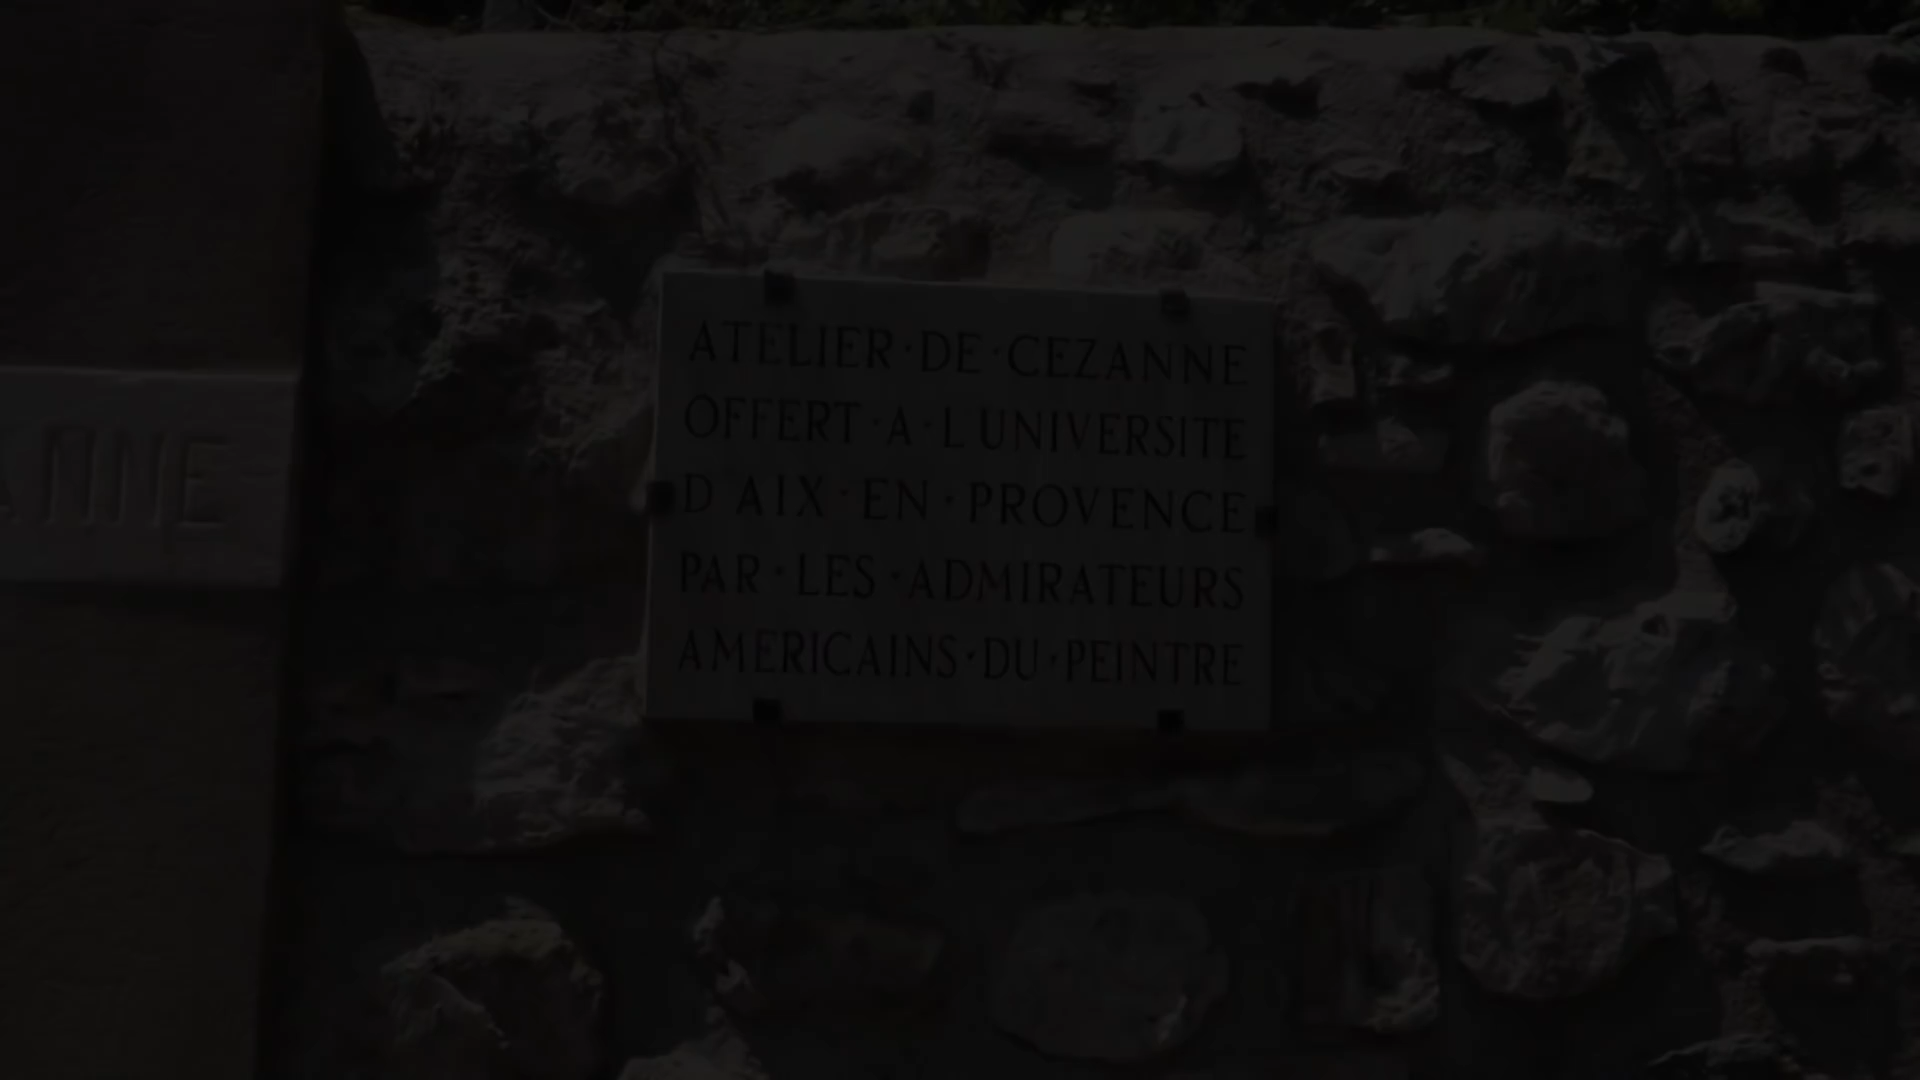 ATELIER·DE·CEZANNE
OFFERT·A·L'UNIVERSITE
D'AIX·EN·PROVENCE
PAR·LES·ADMIRATEURS
AMERICAINS·DU·PEINTRE